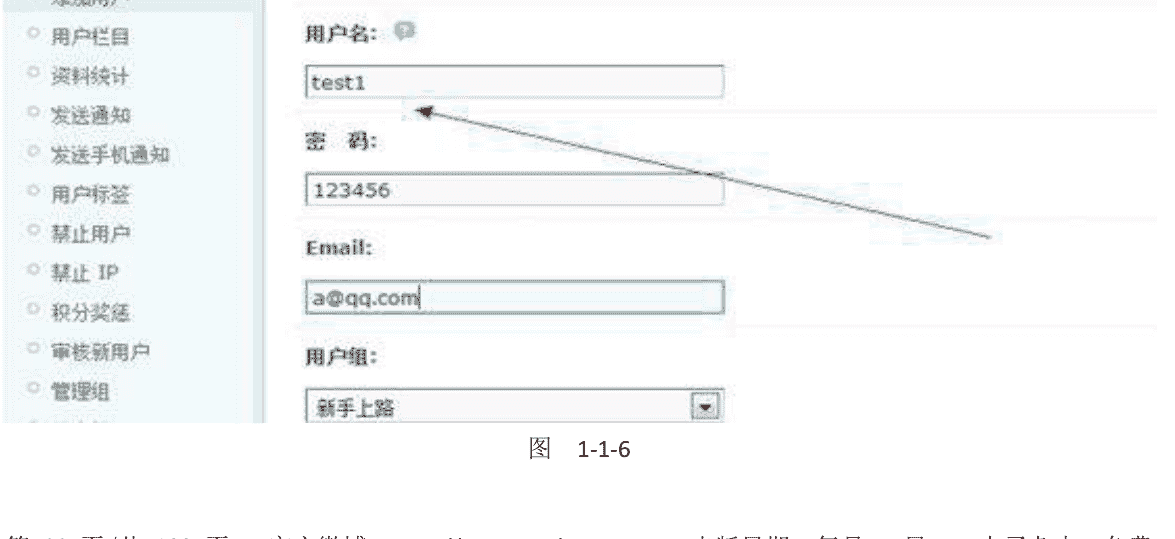 用户栏目
资料统计
发送通知
发送手机通知
用户标签
禁止用户
禁止 IP
积分奖惩
审核新用户
管理组
用户名:
test1
密 码:
123456
Email:
a@qq.com
用户组:
新手上路
图 1-1-6